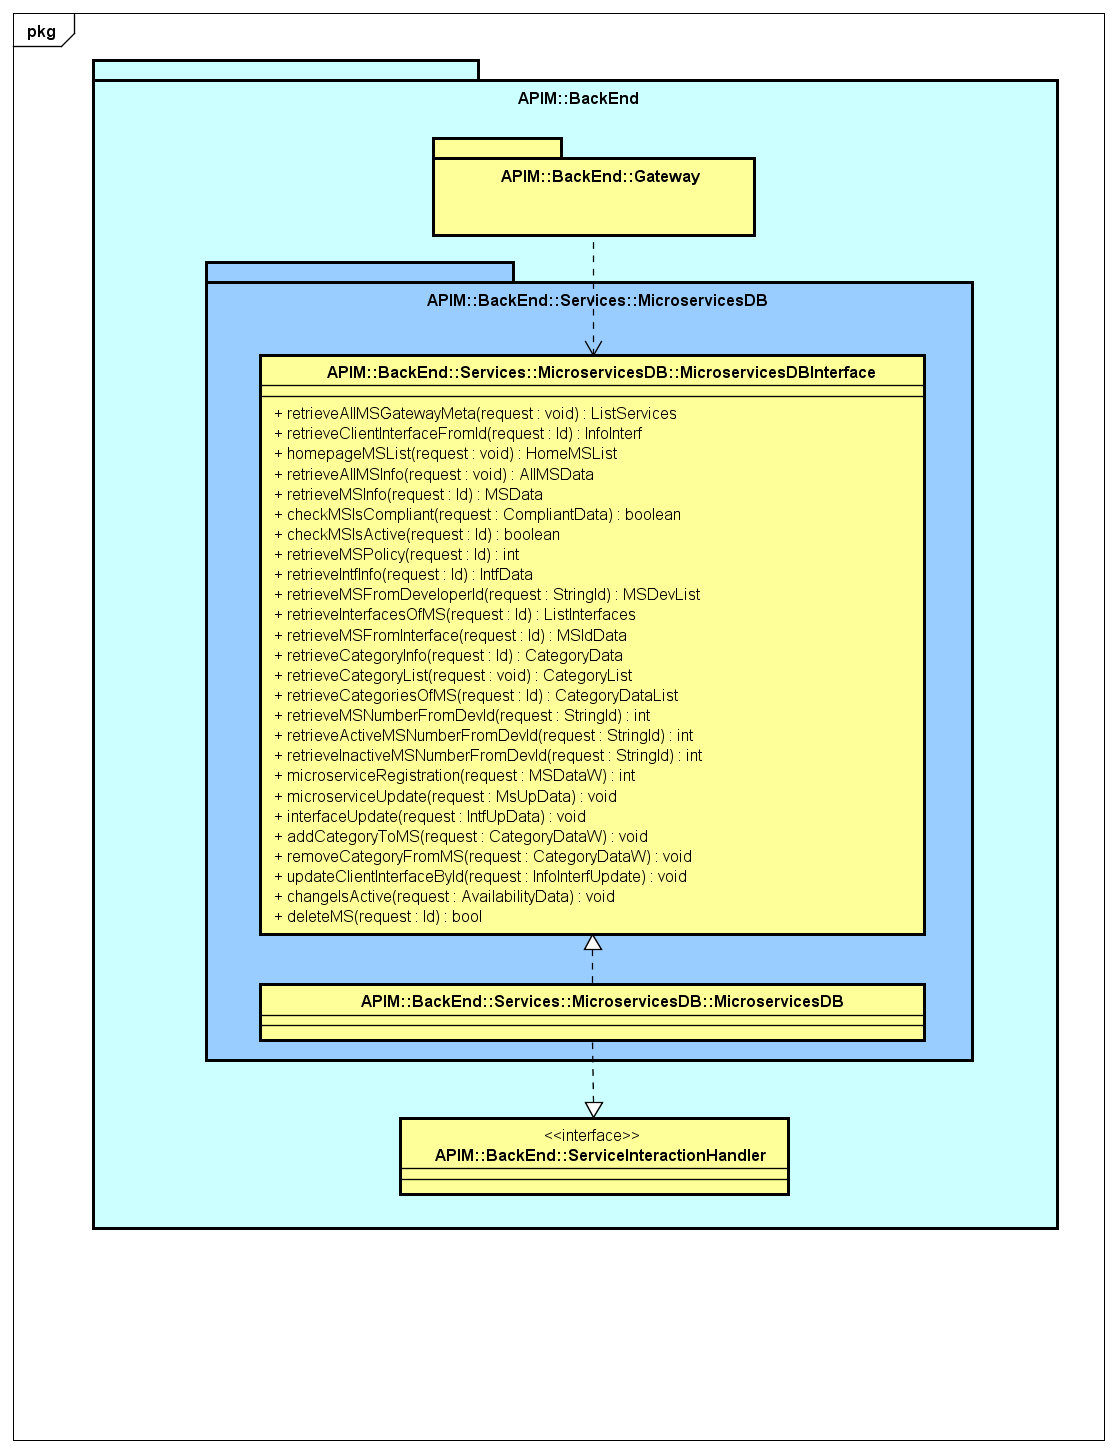 pkg
APIM::BackEnd
APIM::BackEnd::Gateway
APIM::BackEnd::Services::MicroservicesDB
APIM::BackEnd::Services::MicroservicesDB::MicroservicesDBInterface
+ retrieveAllMSGatewayMeta(request : void) : ListServices
+ retrieveClientInterfaceFromId(request : Id) : InfoInterf
+ homepageMSList(request : void) : HomeMSList
+ retrieveAllMSInfo(request : void) : AllMSData
+ retrieveMSInfo(request : Id) : MSData
+ checkMSIsCompliant(request : CompliantData) : boolean
+ checkMSIsActive(request : Id) : boolean
+ retrieveMSPolicy(request : Id) : int
+ retrieveIntfInfo(request : Id) : IntfData
+ retrieveMSFromDeveloperId(request : StringId) : MSDevList
+ retrieveInterfacesOfMS(request : Id) : ListInterfaces
+ retrieveMSFromInterface(request : Id) : MSIdData
+ retrieveCategoryInfo(request : Id) : CategoryData
+ retrieveCategoryList(request : void) : CategoryList
+ retrieveCategoriesOfMS(request : Id) : CategoryDataList
+ retrieveMSNumberFromDevId(request : StringId) : int
+ retrieveActiveMSNumberFromDevId(request : StringId) : int
+ retrieveInactiveMSNumberFromDevId(request : StringId) : int
+ microserviceRegistration(request : MSDataW) : int
+ microserviceUpdate(request : MsUpData) : void
+ interfaceUpdate(request : IntfUpData) : void
+ addCategoryToMS(request : CategoryDataW) : void
+ removeCategoryFromMS(request : CategoryDataW) : void
+ updateClientInterfaceById(request : InfoInterfUpdate) : void
+ changeIsActive(request : AvailabilityData) : void
+ deleteMS(request : Id) : bool
APIM::BackEnd::Services::MicroservicesDB::MicroservicesDB
<<interface>>
APIM::BackEnd::ServiceInteractionHandler